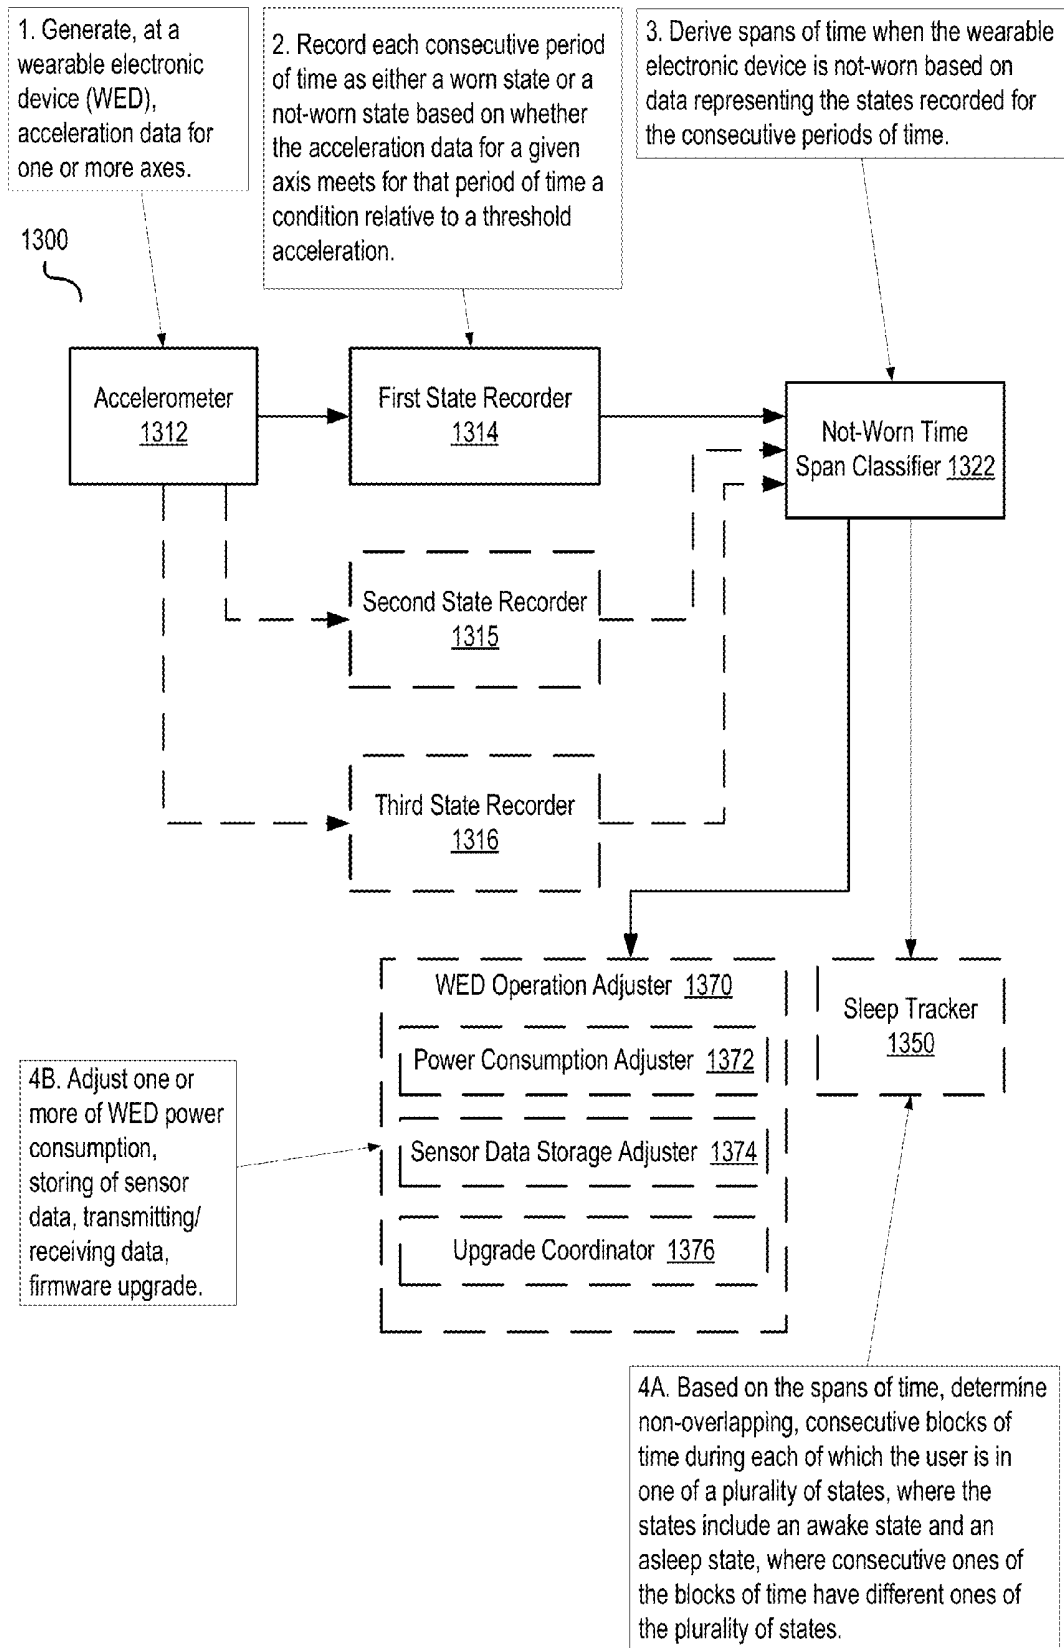 1. Generate, at a
wearable electronic
device (WED),
acceleration data for
one or more axes.
2. Record each consecutive period
of time as either a worn state or a
not-worn state based on whether
the acceleration data for a given
axis meets for that period of time a
condition relative to a threshold
acceleration.
3. Derive spans of time when the wearable
electronic device is not-worn based on
data representing the states recorded for
the consecutive periods of time.
1300
Accelerometer
1312
First State Recorder
1314
Not-Worn Time
Span Classifier 1322
Second State Recorder
1315
Third State Recorder
1316
WED Operation Adjuster 1370
Power Consumption Adjuster 1372
Sensor Data Storage Adjuster 1374
Upgrade Coordinator 1376
Sleep Tracker
1350
4B. Adjust one or
more of WED power
consumption,
storing of sensor
data, transmitting/
receiving data,
firmware upgrade.
4A. Based on the spans of time, determine
non-overlapping, consecutive blocks of
time during each of which the user is in
one of a plurality of states, where the
states include an awake state and an
asleep state, where consecutive ones of
the blocks of time have different ones of
the plurality of states.